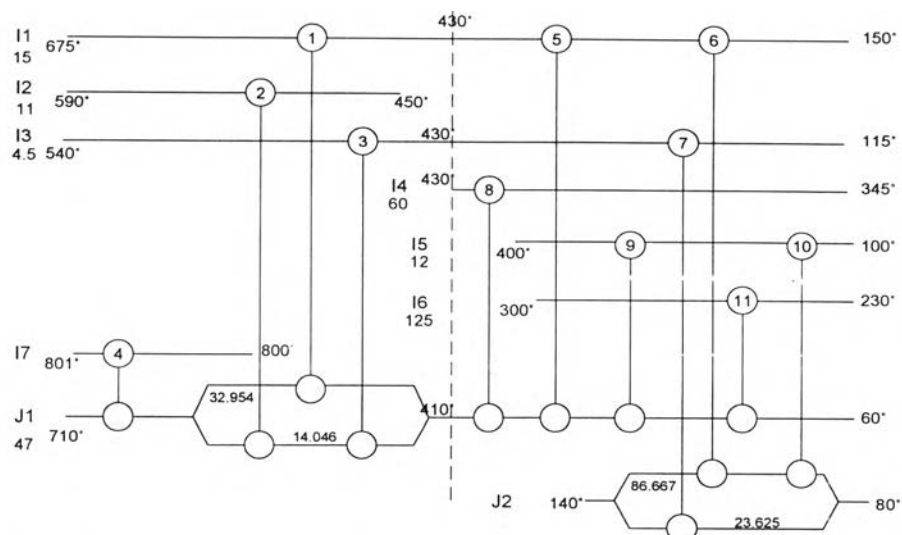 I1 675° 1 430° 5 6 150°
15
I2 590° 2 450°
11
I3 3 430° 7 115°
4.5 540°
I4 430° 8 345°
60
I5 400° 9 10 100°
12
I6 300° 11 230°
125
I7 801° 4 800°
32.954
J1 710° 410° 60°
47 14.046
86.667
J2 140° 80°
23.625